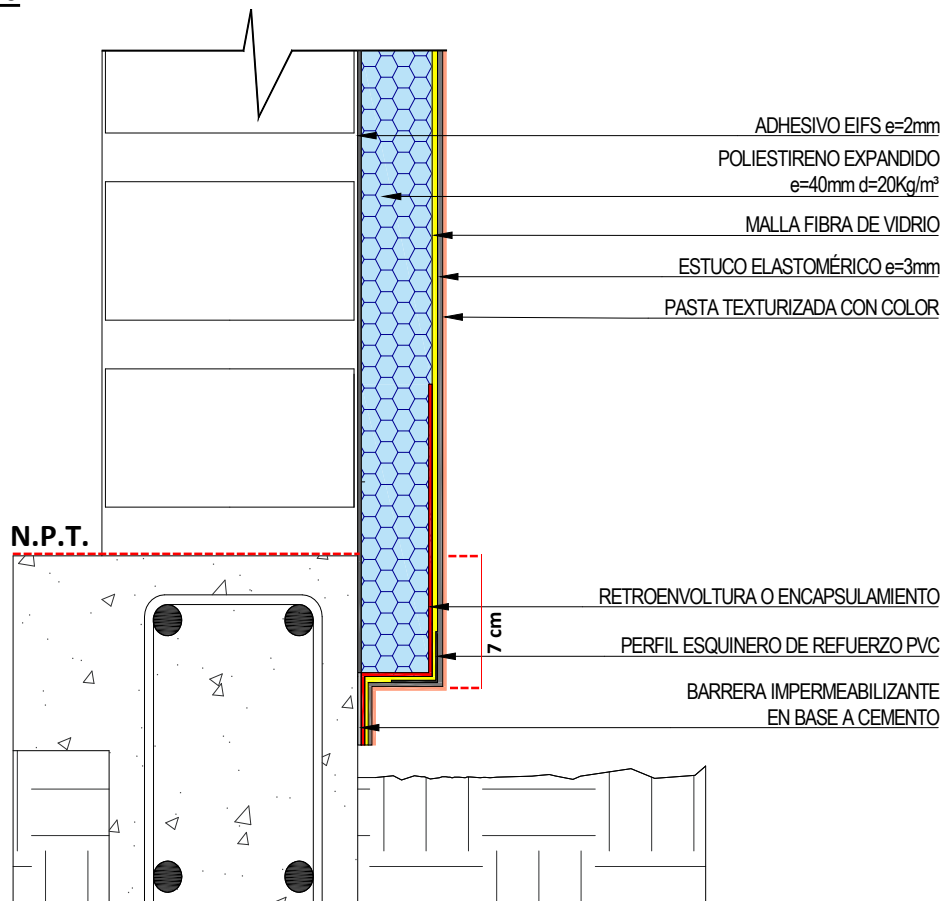 ADHESIVO EIFS e=2mm
POLIESTIRENO EXPANDIDO
e=40mm d=20Kg/m³
MALLA FIBRA DE VIDRIO
ESTUCO ELASTOMÉRICO e=3mm
PASTA TEXTURIZADA CON COLOR
N.P.T.
RETROENVOLTURA O ENCAPSULAMIENTO
7 cm
PERFIL ESQUINERO DE REFUERZO PVC
BARRERA IMPERMEABILIZANTE
EN BASE A CEMENTO